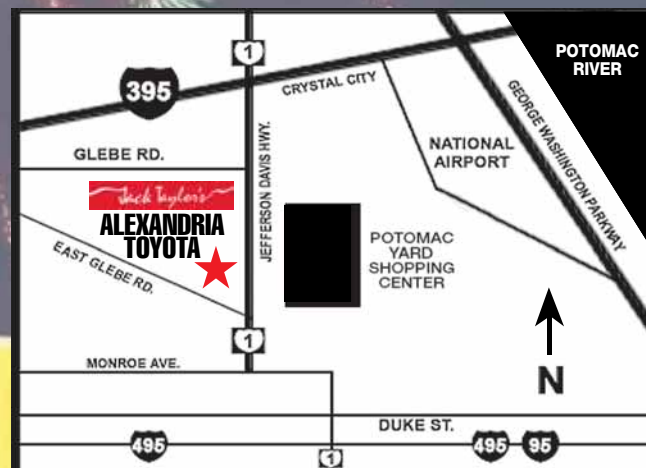 1
POTOMAC
RIVER
395
CRYSTAL CITY
GEORGE WASHINGTON PARKWAY
GLEBE RD.
NATIONAL
AIRPORT
JEFFERSON DAVIS HWY.
Jack Taylor's
ALEXANDRIA
TOYOTA
EAST GLEBE RD.
POTOMAC
YARD
SHOPPING
CENTER
1
MONROE AVE.
N
DUKE ST.
495
1
495
95